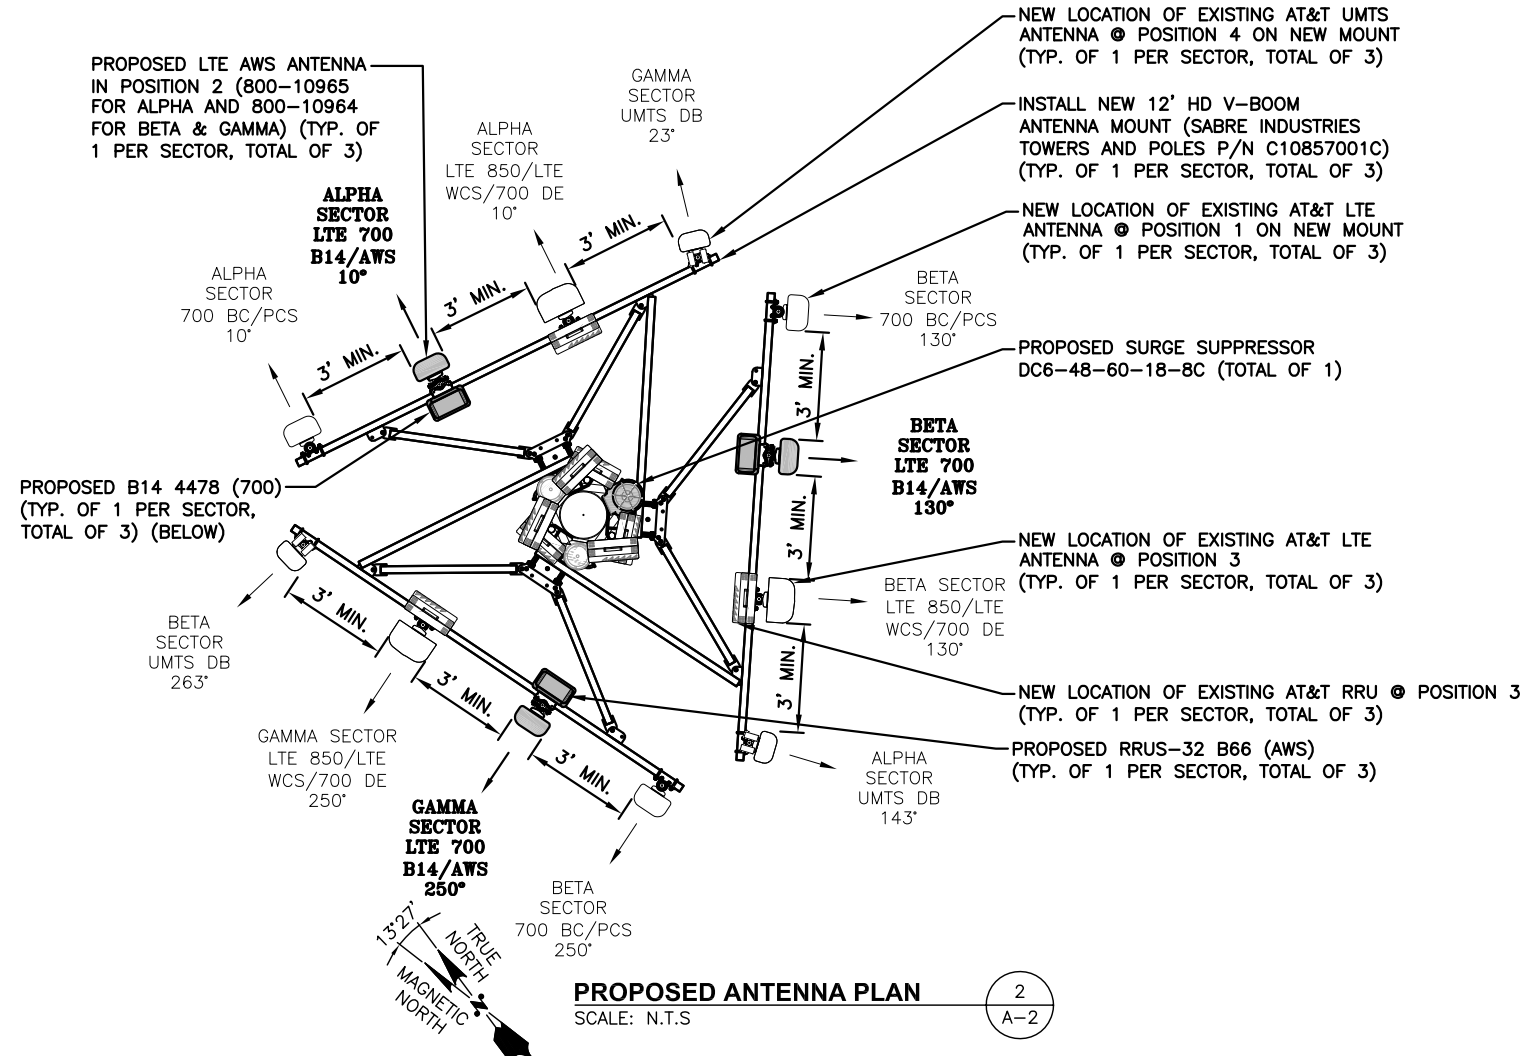 NEW LOCATION OF EXISTING AT&T UMTS
ANTENNA @ POSITION 4 ON NEW MOUNT
(TYP. OF 1 PER SECTOR, TOTAL OF 3)
PROPOSED LTE AWS ANTENNA
IN POSITION 2 (800-10965
FOR ALPHA AND 800-10964
FOR BETA & GAMMA) (TYP. OF
1 PER SECTOR, TOTAL OF 3)
GAMMA
SECTOR
UMTS DB
23°
INSTALL NEW 12' HD V-BOOM
ANTENNA MOUNT (SABRE INDUSTRIES
TOWERS AND POLES P/N C10857001C)
(TYP. OF 1 PER SECTOR, TOTAL OF 3)
ALPHA
SECTOR
LTE 850/LTE
WCS/700 DE
10°
ALPHA
SECTOR
LTE 700
B14/AWS
10°
NEW LOCATION OF EXISTING AT&T LTE
ANTENNA @ POSITION 1 ON NEW MOUNT
(TYP. OF 1 PER SECTOR, TOTAL OF 3)
3' MIN.
3' MIN.
3' MIN.
ALPHA
SECTOR
700 BC/PCS
10°
BETA
SECTOR
700 BC/PCS
130°
PROPOSED SURGE SUPPRESSOR
DC6-48-60-18-8C (TOTAL OF 1)
3' MIN.
BETA
SECTOR
LTE 700
B14/AWS
130°
PROPOSED B14 4478 (700)
(TYP. OF 1 PER SECTOR,
TOTAL OF 3) (BELOW)
3' MIN.
NEW LOCATION OF EXISTING AT&T LTE
ANTENNA @ POSITION 3
(TYP. OF 1 PER SECTOR, TOTAL OF 3)
BETA SECTOR
LTE 850/LTE
WCS/700 DE
130°
3' MIN.
BETA
SECTOR
UMTS DB
263°
3' MIN.
3' MIN.
3' MIN.
NEW LOCATION OF EXISTING AT&T RRU @ POSITION 3
(TYP. OF 1 PER SECTOR, TOTAL OF 3)
PROPOSED RRUS-32 B66 (AWS)
(TYP. OF 1 PER SECTOR, TOTAL OF 3)
GAMMA SECTOR
LTE 850/LTE
WCS/700 DE
250°
ALPHA
SECTOR
UMTS DB
143°
GAMMA
SECTOR
LTE 700
B14/AWS
250°
BETA
SECTOR
700 BC/PCS
250°
13°27'
TRUE
NORTH
MAGNETIC
NORTH
N
PROPOSED ANTENNA PLAN
SCALE: N.T.S
2
A-2